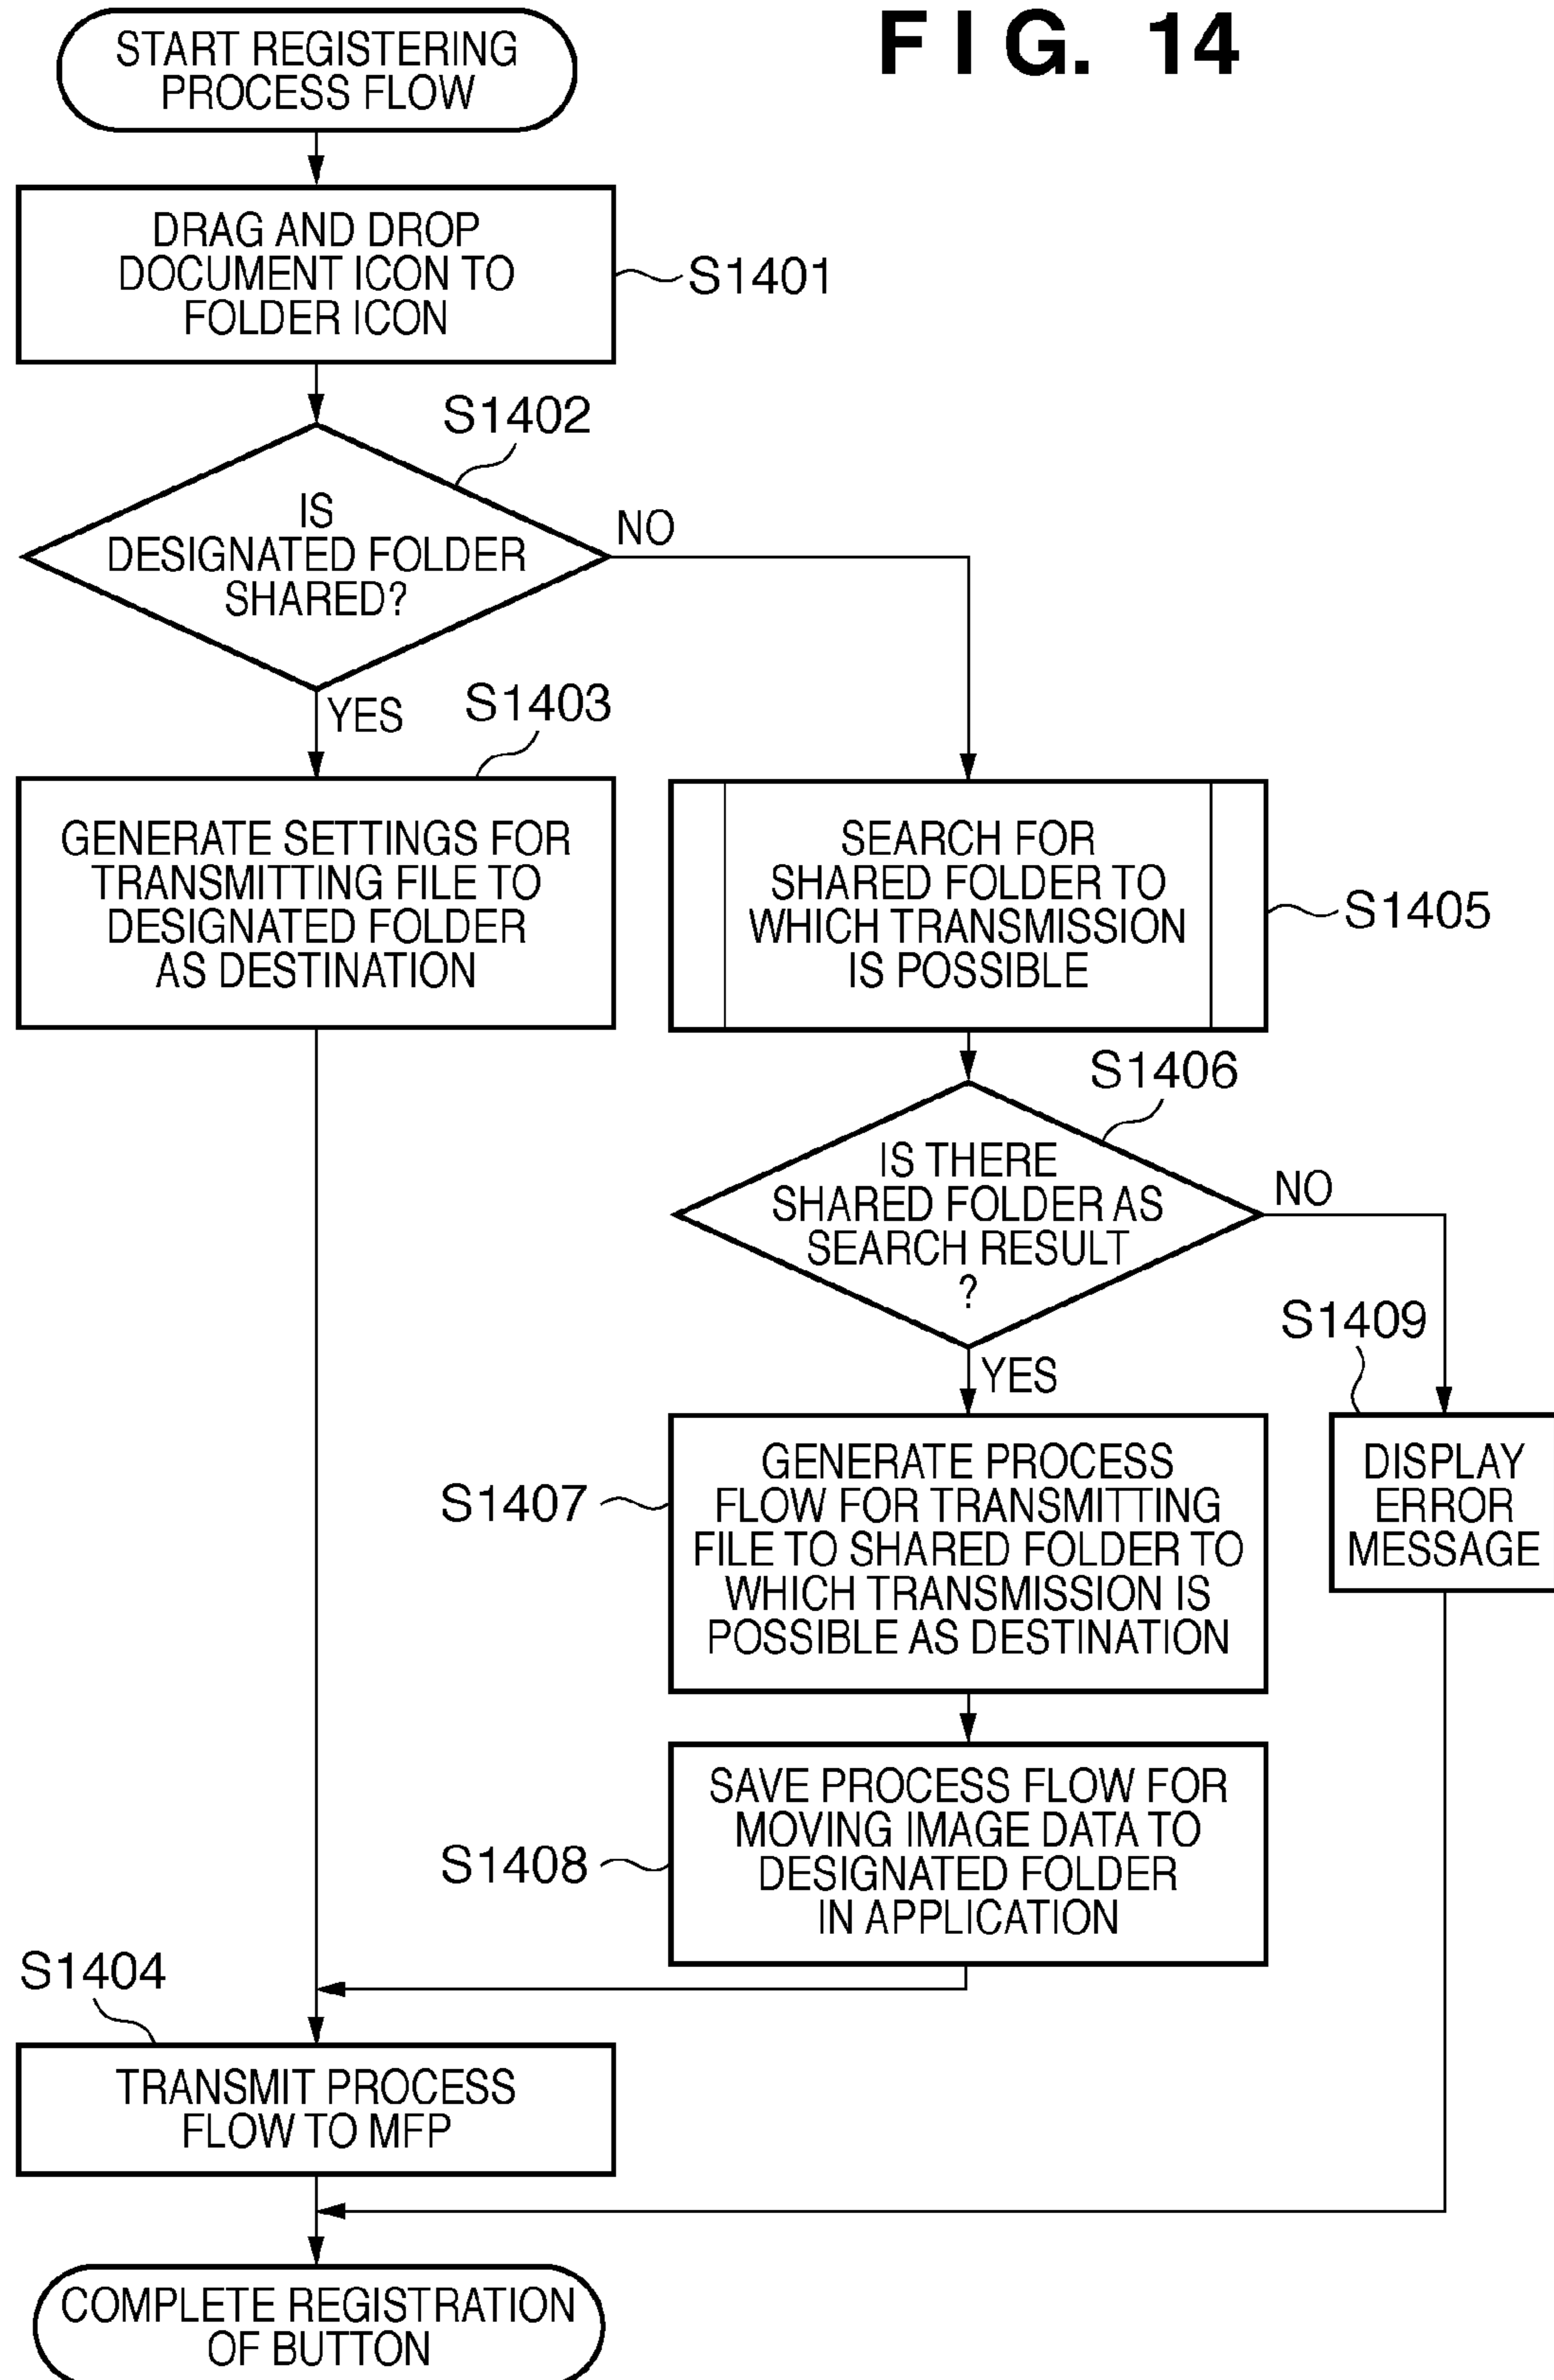 FIG. 14
START REGISTERING
PROCESS FLOW
DRAG AND DROP
DOCUMENT ICON TO
FOLDER ICON
S1401
S1402
IS
DESIGNATED FOLDER
SHARED?
NO
YES
S1403
GENERATE SETTINGS FOR
TRANSMITTING FILE TO
DESIGNATED FOLDER
AS DESTINATION
SEARCH FOR
SHARED FOLDER TO
WHICH TRANSMISSION
IS POSSIBLE
S1405
S1406
IS THERE
SHARED FOLDER AS
SEARCH RESULT
?
NO
YES
S1409
DISPLAY
ERROR
MESSAGE
S1407
GENERATE PROCESS
FLOW FOR TRANSMITTING
FILE TO SHARED FOLDER TO
WHICH TRANSMISSION IS
POSSIBLE AS DESTINATION
S1408
SAVE PROCESS FLOW FOR
MOVING IMAGE DATA TO
DESIGNATED FOLDER
IN APPLICATION
S1404
TRANSMIT PROCESS
FLOW TO MFP
COMPLETE REGISTRATION
OF BUTTON